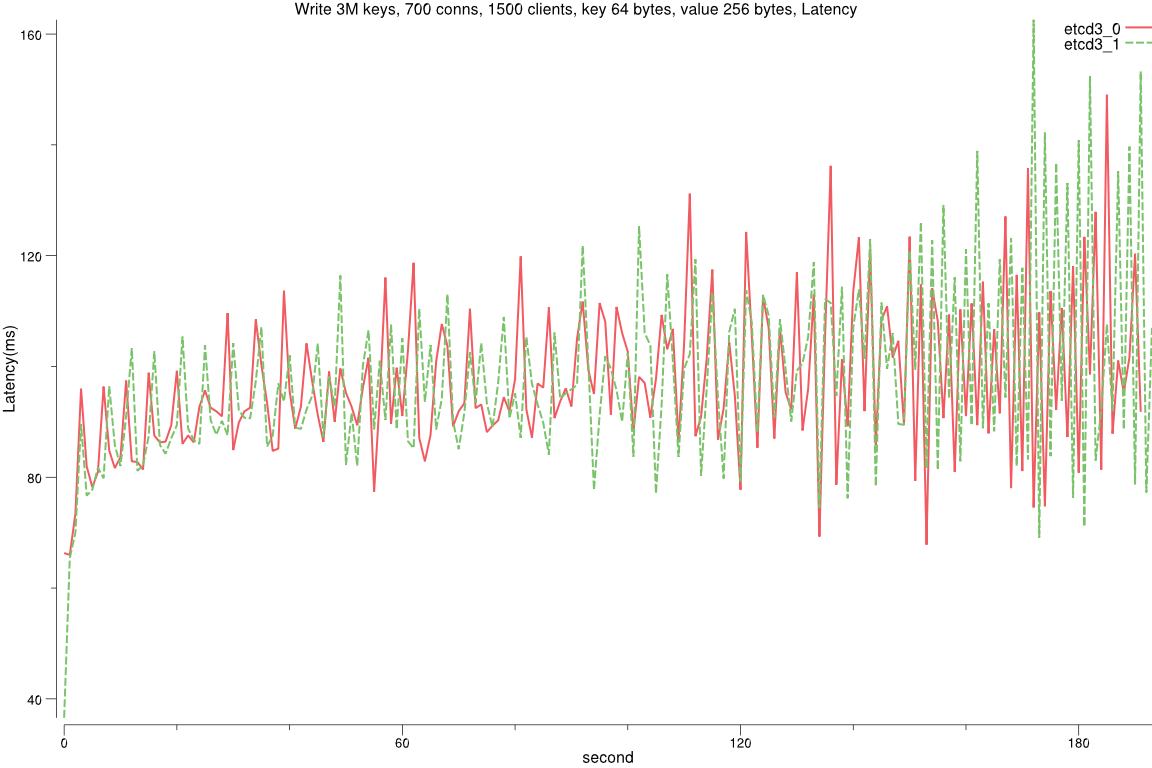 Write 3M keys, 700 conns, 1500 clients, key 64 bytes, value 256 bytes, Latency
etcd3_0
etcd3_1
160
120
80
40
Latency(ms)
0
60
120
180
second